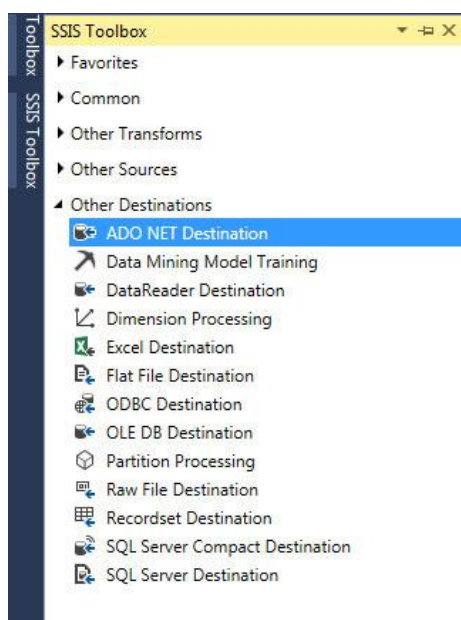 Toolbox
SSIS Toolbox
SSIS Toolbox
Favorites
Common
Other Transforms
Other Sources
Other Destinations
ADO NET Destination
Data Mining Model Training
DataReader Destination
Dimension Processing
Excel Destination
Flat File Destination
ODBC Destination
OLE DB Destination
Partition Processing
Raw File Destination
Recordset Destination
SQL Server Compact Destination
SQL Server Destination